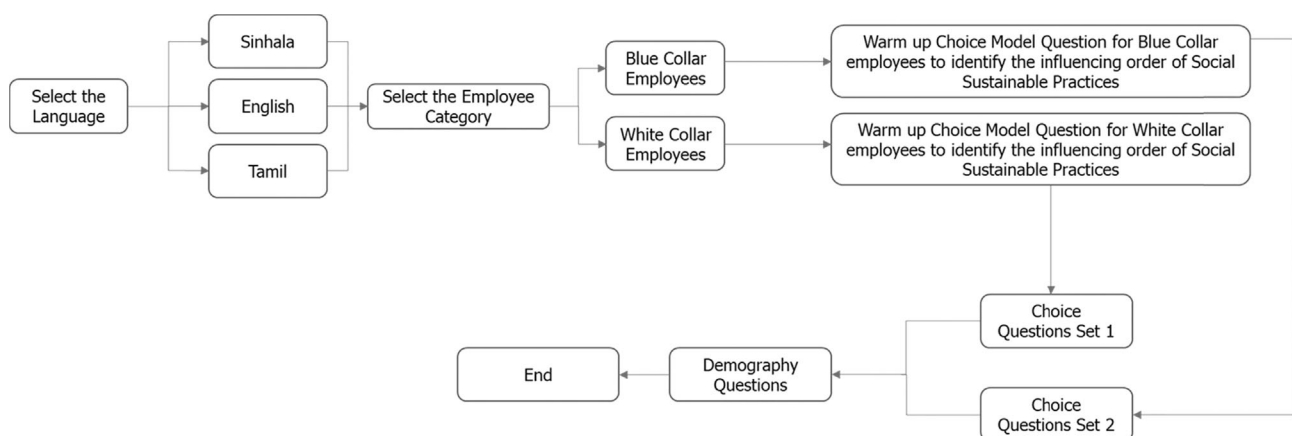 Select the
Language
Sinhala
English
Tamil
Select the Employee
Category
Blue Collar
Employees
White Collar
Employees
Warm up Choice Model Question for Blue Collar
employees to identify the influencing order of Social
Sustainable Practices
Warm up Choice Model Question for White Collar
employees to identify the influencing order of Social
Sustainable Practices
Choice
Questions Set 1
Choice
Questions Set 2
Demography
Questions
End